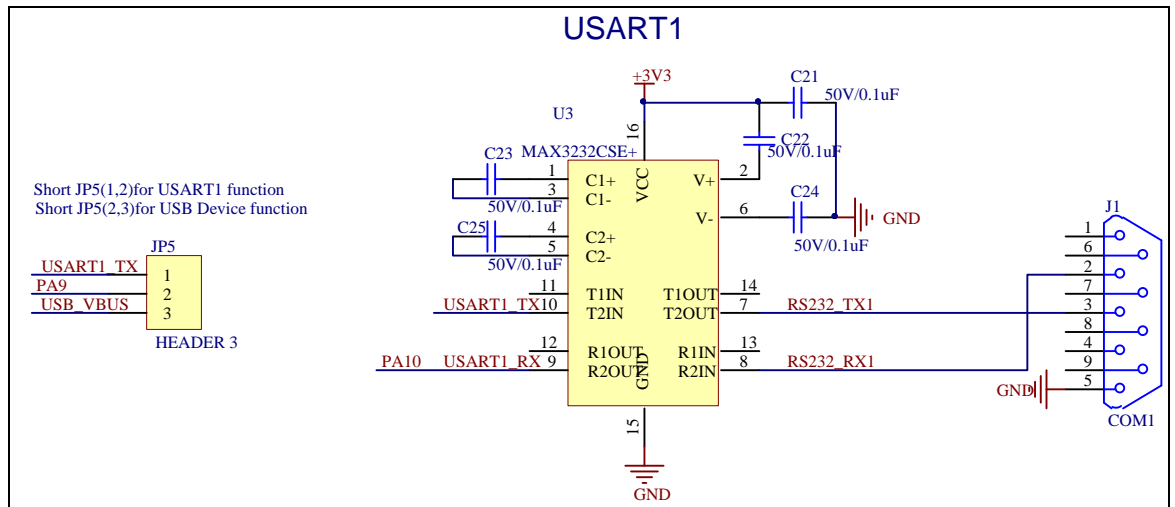 USART1
+3V3
C21
50V/0.1uF
U3
16
C22
50V/0.1uF
MAX3232CSE+
C23
1
C1+
VCC
V+
2
3
C1-
50V/0.1uF
Short JP5(1,2)for USART1 function
Short JP5(2,3)for USB Device function
C24
V-
6
GND
50V/0.1uF
C25
4
C2+
5
C2-
50V/0.1uF
J1
1
6
2
7
3
8
4
9
5
COM1
GND
JP5
USART1_TX
1
PA9
2
USB_VBUS
3
HEADER 3
11
T1IN
T1OUT
14
USART1_TX
10
T2IN
T2OUT
7
RS232_TX1
12
R1OUT
R1IN
13
PA10
USART1_RX
9
R2OUT
GND
R2IN
8
RS232_RX1
15
GND